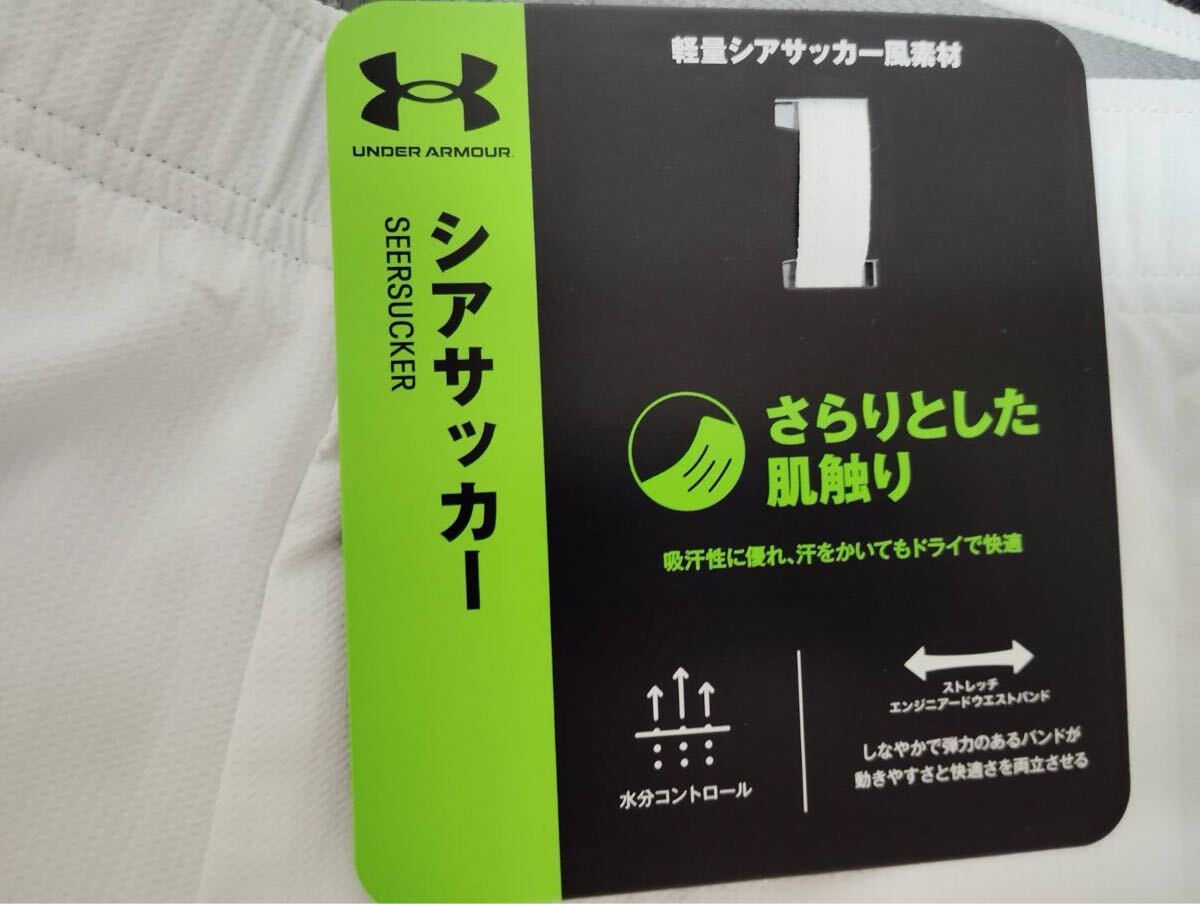 UNDER ARMOUR
シアサッカー
SEERSUCKER
軽量シアサッカー風素材
さらりとした
肌触り
吸汗性に優れ、汗をかいてもドライで快適
水分コントロール
ストレッチ
エンジニアードウエストバンド
しなやかで弾力のあるバンドが
動きやすさと快適さを両立させる